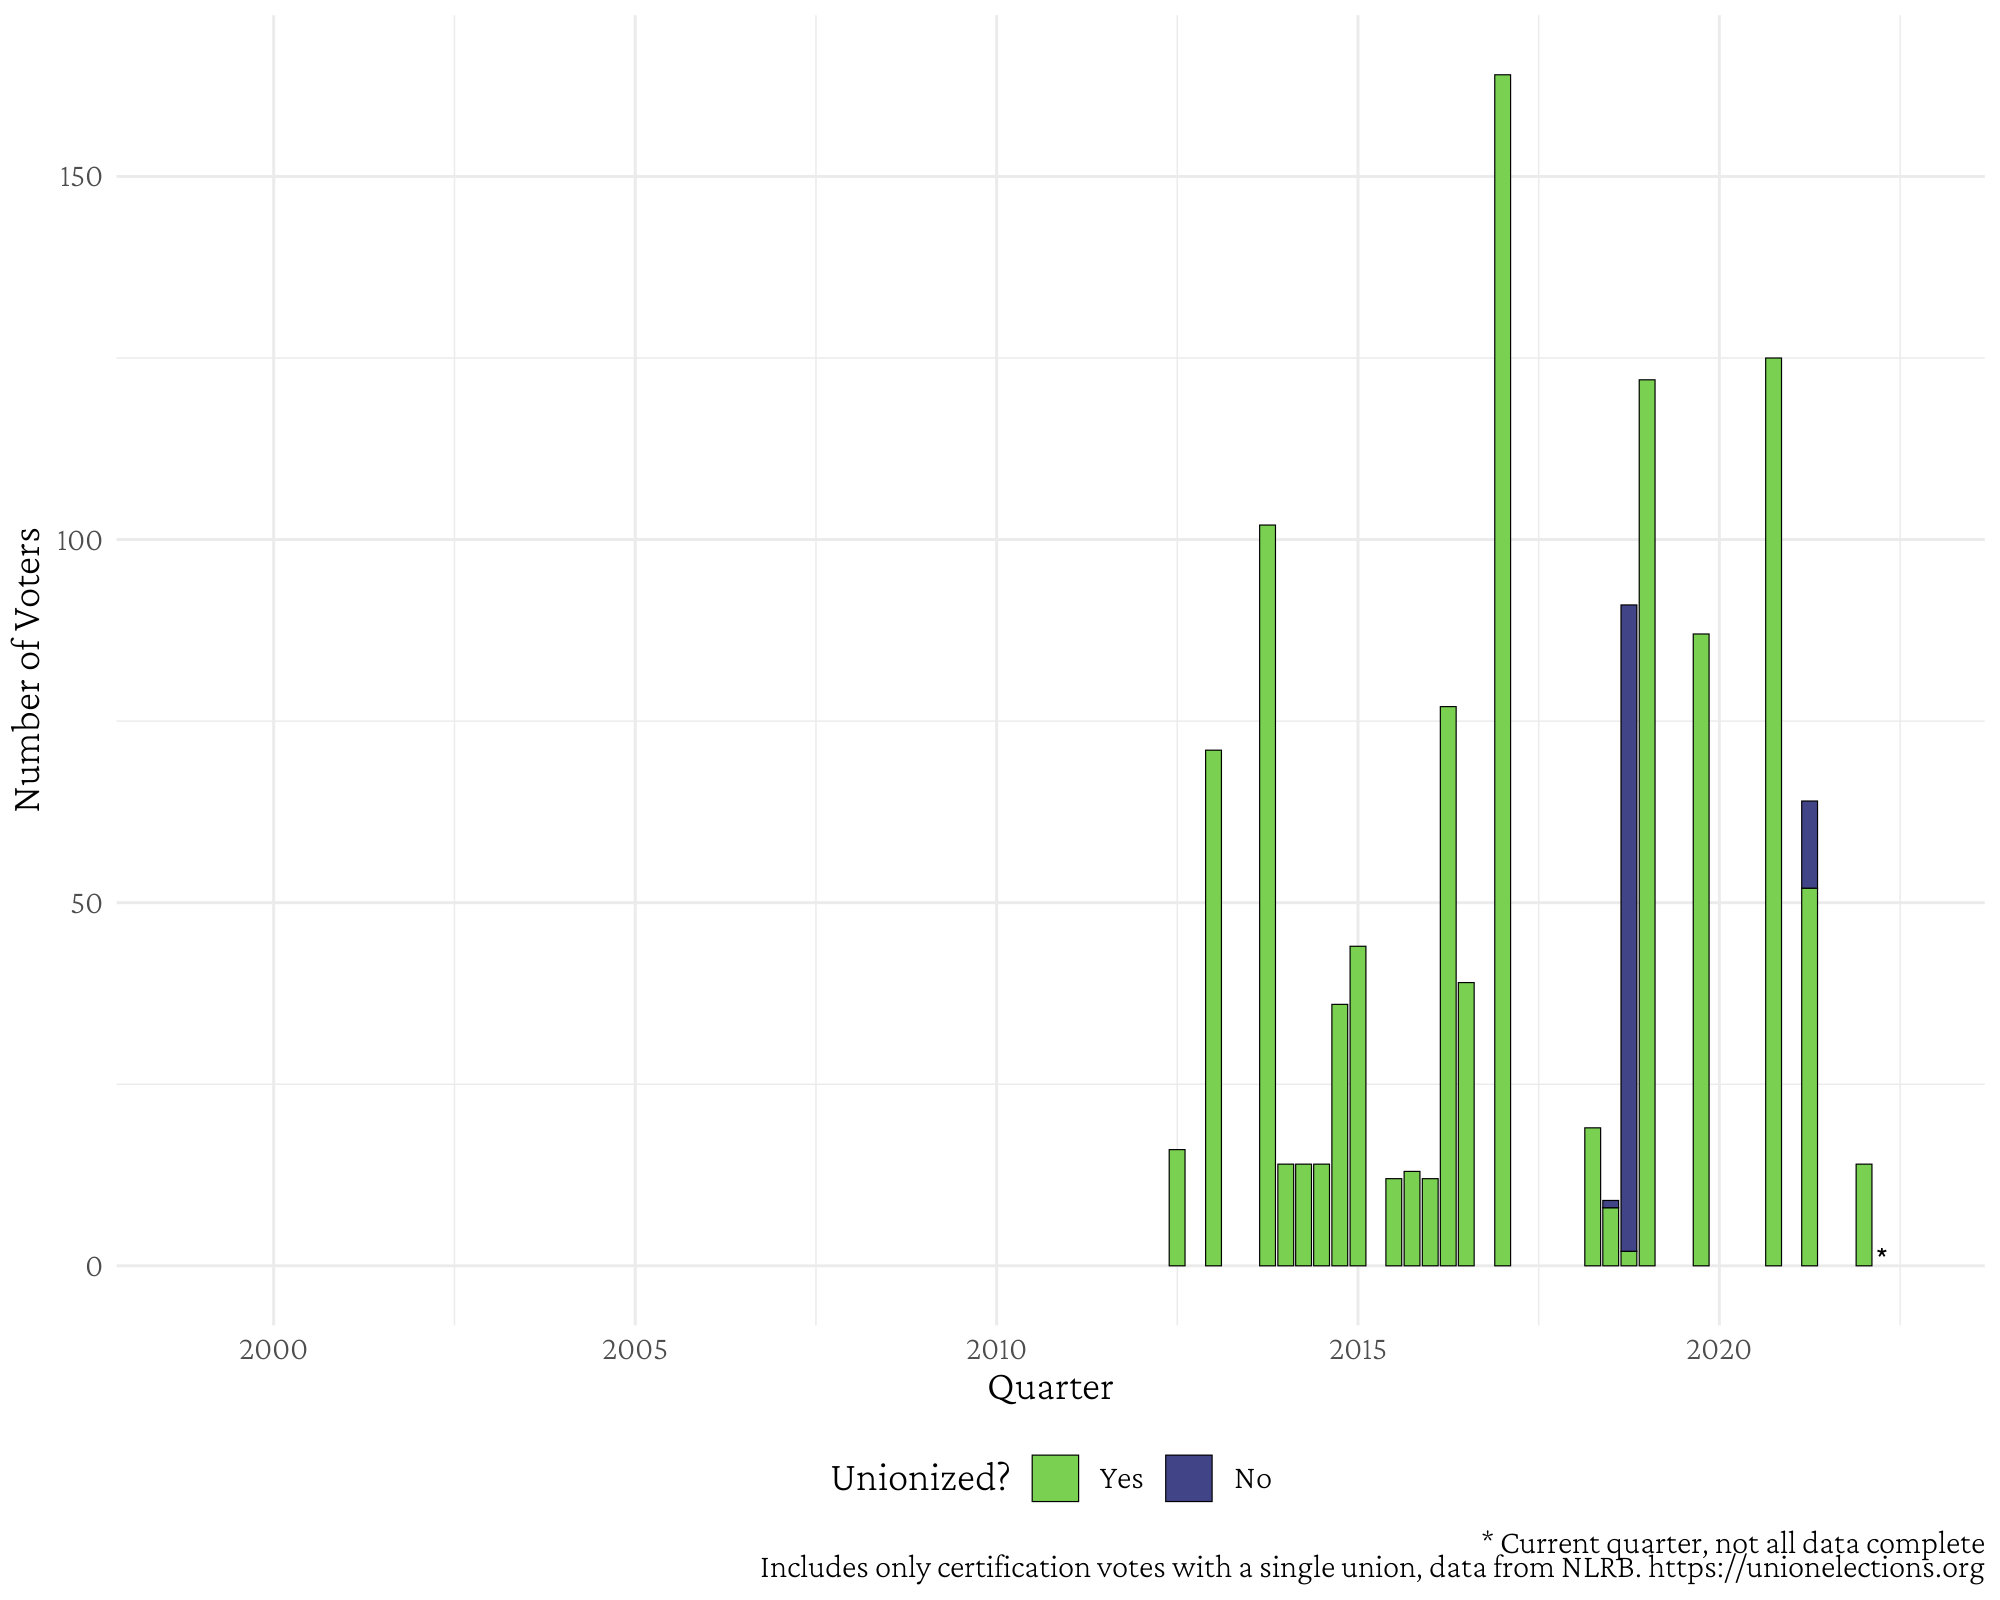 150
100
50
0
Number of Voters
2000 2005 2010 2015 2020
*
Quarter
Unionized? Yes No
* Current quarter, not all data complete
Includes only certification votes with a single union, data from NLRB. https://unionelections.org